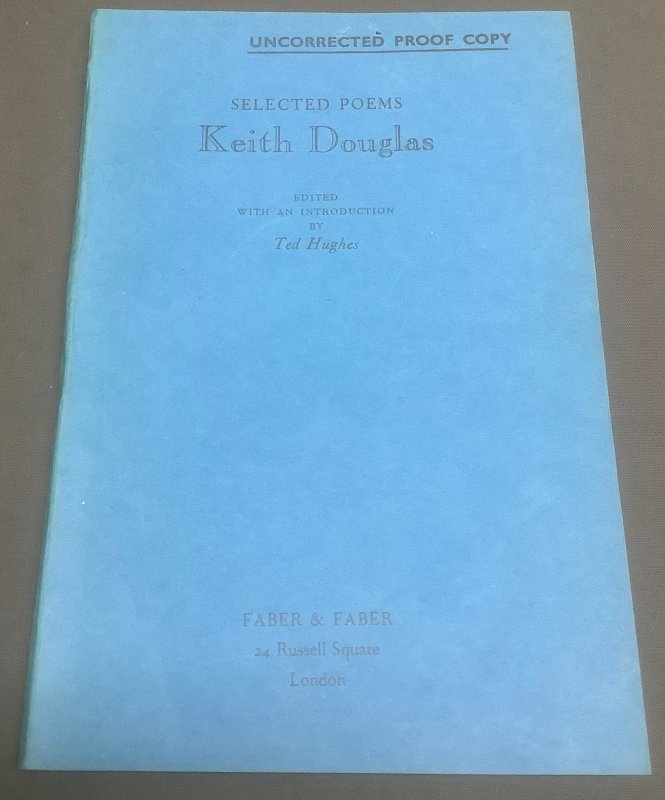 UNCORRECTED PROOF COPY
SELECTED POEMS
Keith Douglas
EDITED
WITH AN INTRODUCTION
BY
Ted Hughes
FABER & FABER
24 Russell Square
London